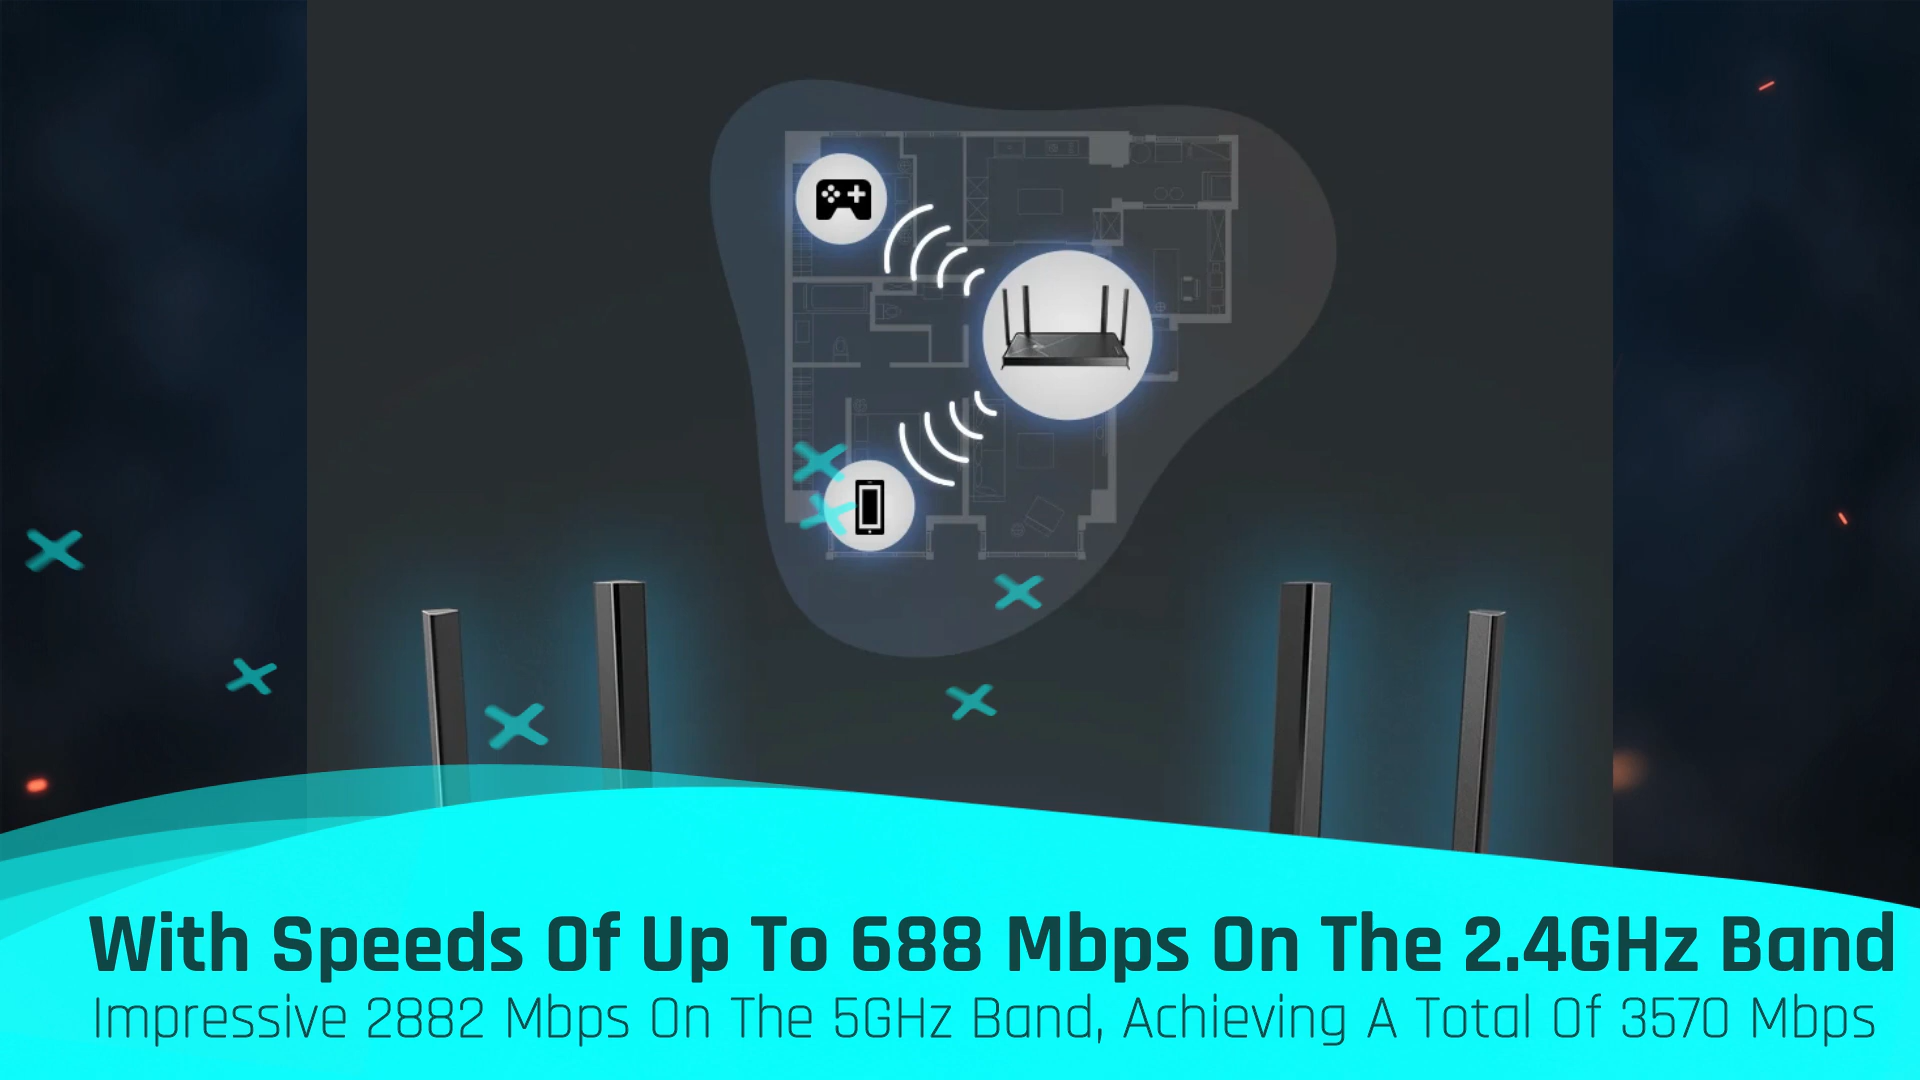 With Speeds Of Up To 688 Mbps On The 2.4GHz Band
Impressive 2882 Mbps On The 5GHz Band, Achieving A Total Of 3570 Mbps